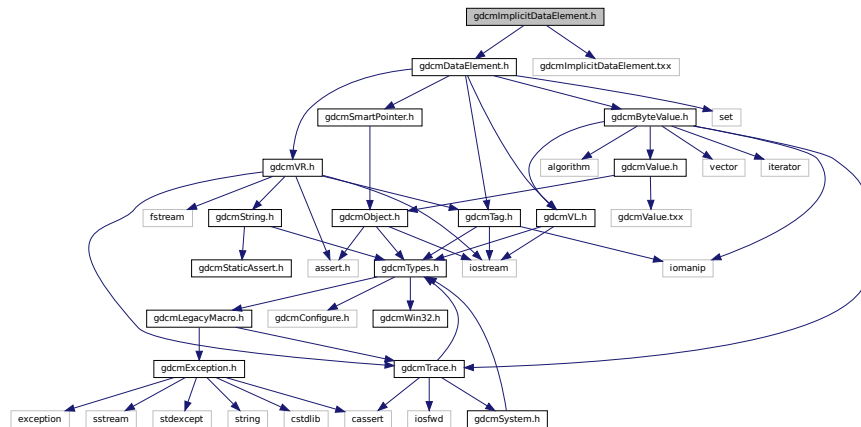 gdcmImplicitDataElement.h
gdcmDataElement.h gdcmImplicitDataElement.txx
gdcmSmartPointer.h gdcmByteValue.h set
gdcmVR.h algorithm gdcmValue.h vector iterator
fstream gdcmString.h gdcmObject.h gdcmTag.h gdcmVL.h gdcmValue.txx
gdcmStaticAssert.h assert.h gdcmTypes.h iostream iomanip
gdcmLegacyMacro.h gdcmConfigure.h gdcmWin32.h
gdcmException.h gdcmTrace.h
exception sstream stdexcept string cstdlib cassert iosfwd gdcmSystem.h